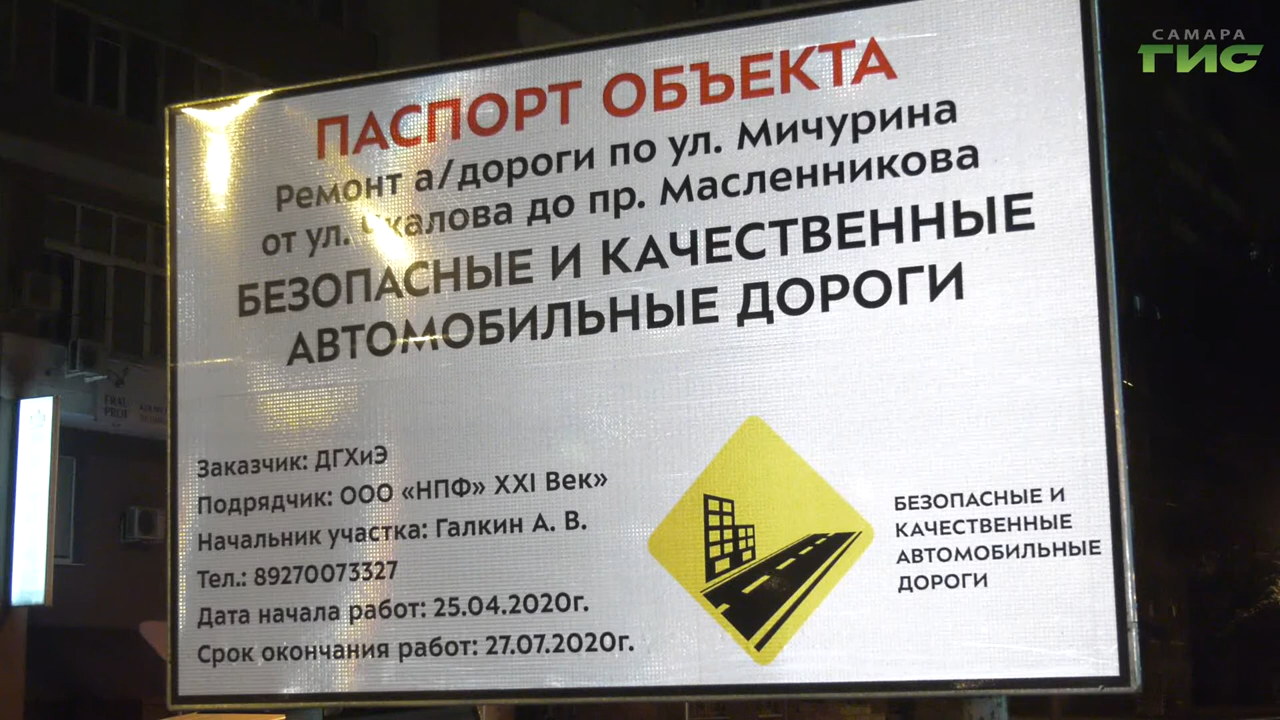 САМАРА
ГИС
ПАСПОРТ ОБЪЕКТА
Ремонт а/дороги по ул. Мичурина
от ул. Чкалова до пр. Масленникова
БЕЗОПАСНЫЕ И КАЧЕСТВЕННЫЕ
АВТОМОБИЛЬНЫЕ ДОРОГИ
Заказчик: ДГХиЭ
Подрядчик: ООО «НПФ» XXI Век»
Начальник участка: Галкин А. В.
Тел.: 89270073327
Дата начала работ: 25.04.2020г.
Срок окончания работ: 27.07.2020г.
БЕЗОПАСНЫЕ И
КАЧЕСТВЕННЫЕ
АВТОМОБИЛЬНЫЕ
ДОРОГИ